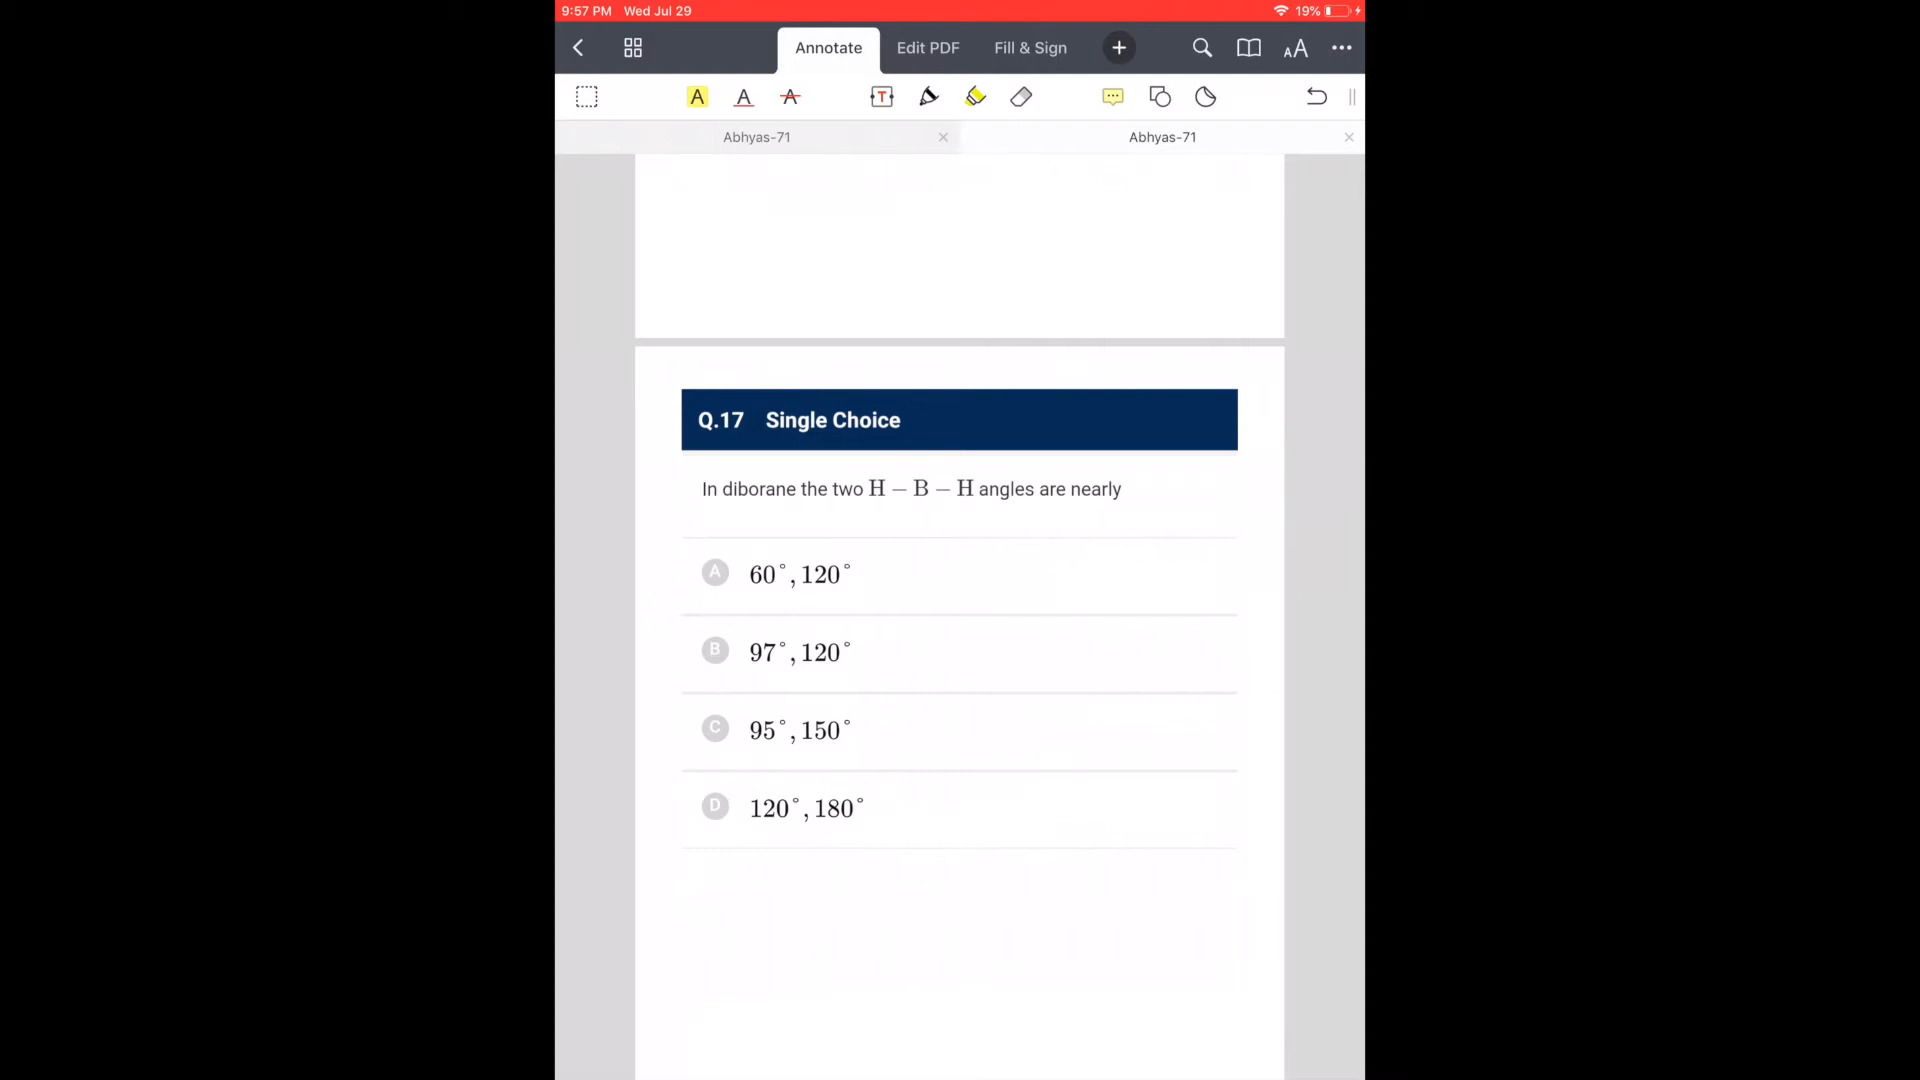 9:57 PM Wed Jul 29 19%
Annotate Edit PDF Fill & Sign
Abhyas-71 Abhyas-71
Q.17 Single Choice
In diborane the two H – B – H angles are nearly
A 60°, 120°
B 97°, 120°
C 95°, 150°
D 120°, 180°